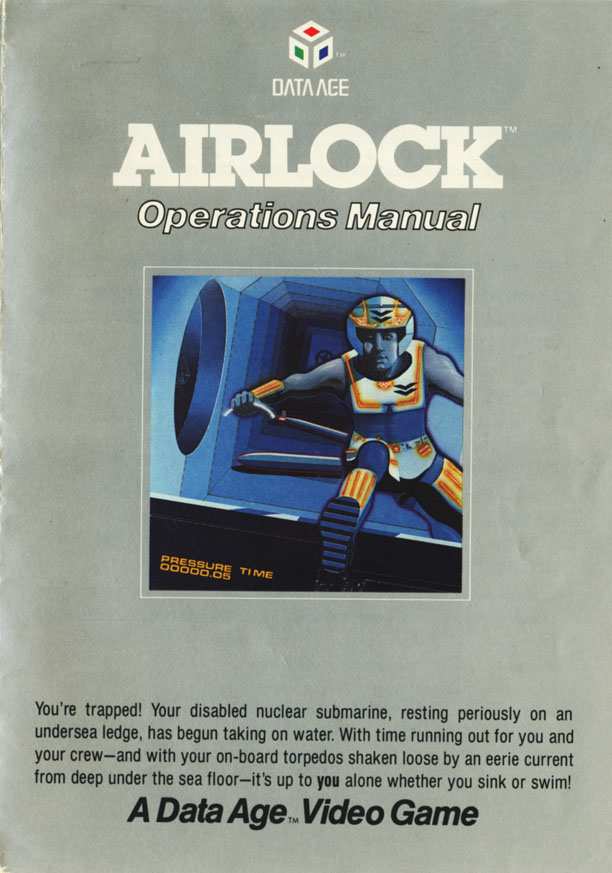 TM
DATA AGE
AIRLOCK™
Operations Manual
PRESSURE TIME
00000.05
You're trapped! Your disabled nuclear submarine, resting periously on an
undersea ledge, has begun taking on water. With time running out for you and
your crew—and with your on-board torpedos shaken loose by an eerie current
from deep under the sea floor—it's up to you alone whether you sink or swim!
A Data Age™ Video Game